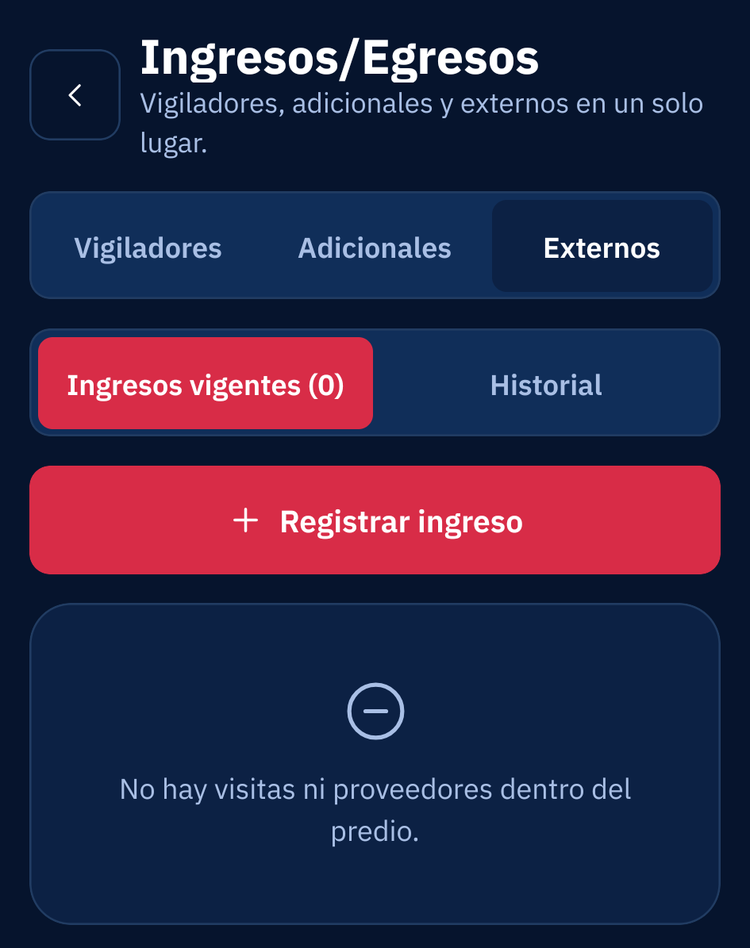 Ingresos/Egresos
Vigiladores, adicionales y externos en un solo
lugar.
Vigiladores
Adicionales
Externos
Ingresos vigentes (0)
Historial
Registrar ingreso
No hay visitas ni proveedores dentro del
predio.